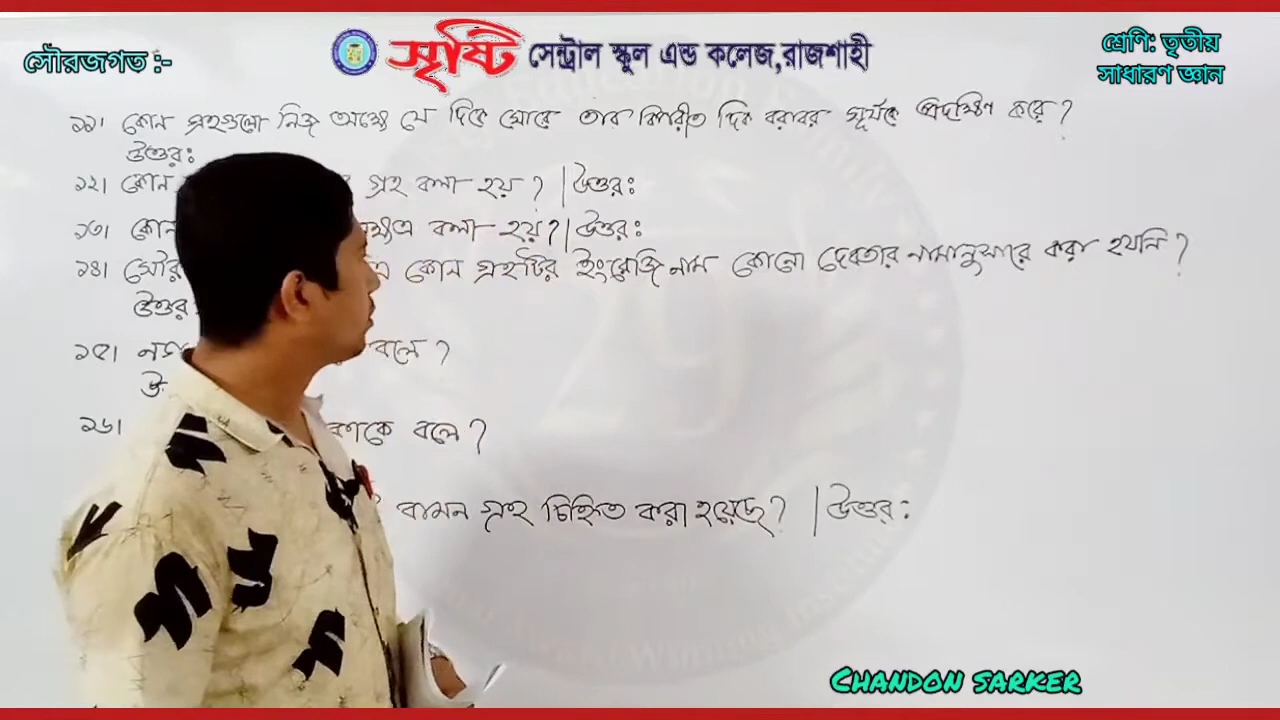 সৌরজগত :-
সৃষ্টি সেন্ট্রাল স্কুল এন্ড কলেজ,রাজশাহী
শ্রেণি: তৃতীয়
সাধারণ জ্ঞান
১১। কোন গ্রহগুলো নিজ অক্ষে যে দিকে ঘোরে তার বিপরীত দিক বরাবর সূর্যকে প্রদক্ষিণ করে ?
উত্তরঃ
১২। কোন গ্রহ বলা হয় ? | উত্তরঃ
১৩। কোন বলা হয় ? | উত্তরঃ
১৪। সৌর কোন গ্রহটির ইংরেজি নাম কোনো দেবতার নামানুসারে করা হয়নি ?
উত্তর
১৫। বলে ?
উ
১৬। বলে ?
বামন গ্রহ চিহ্নিত করা হয়েছে ? | উত্তরঃ
CHANDON SARKER